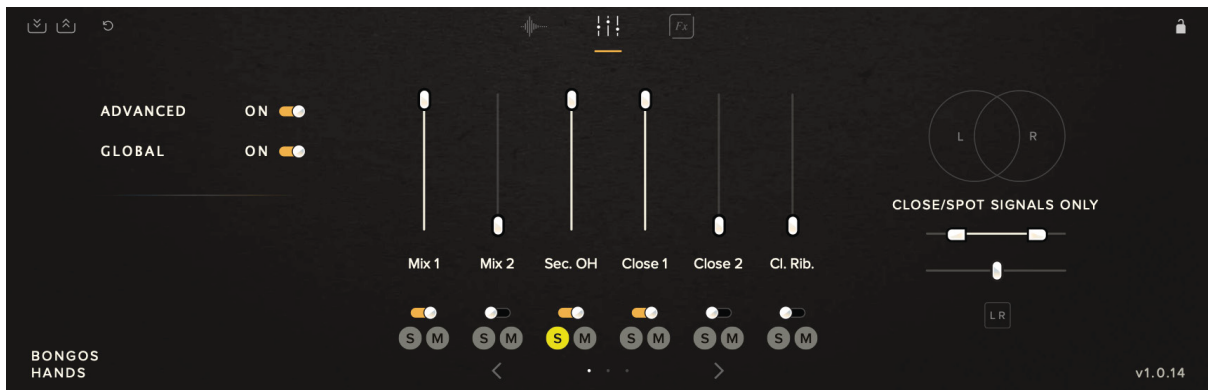 Fx
ADVANCED ON
GLOBAL ON
L R
CLOSE/SPOT SIGNALS ONLY
Mix 1 Mix 2 Sec. OH Close 1 Close 2 Cl. Rib.
L R
S M S M S M S M S M S M
BONGOS
HANDS
v1.0.14